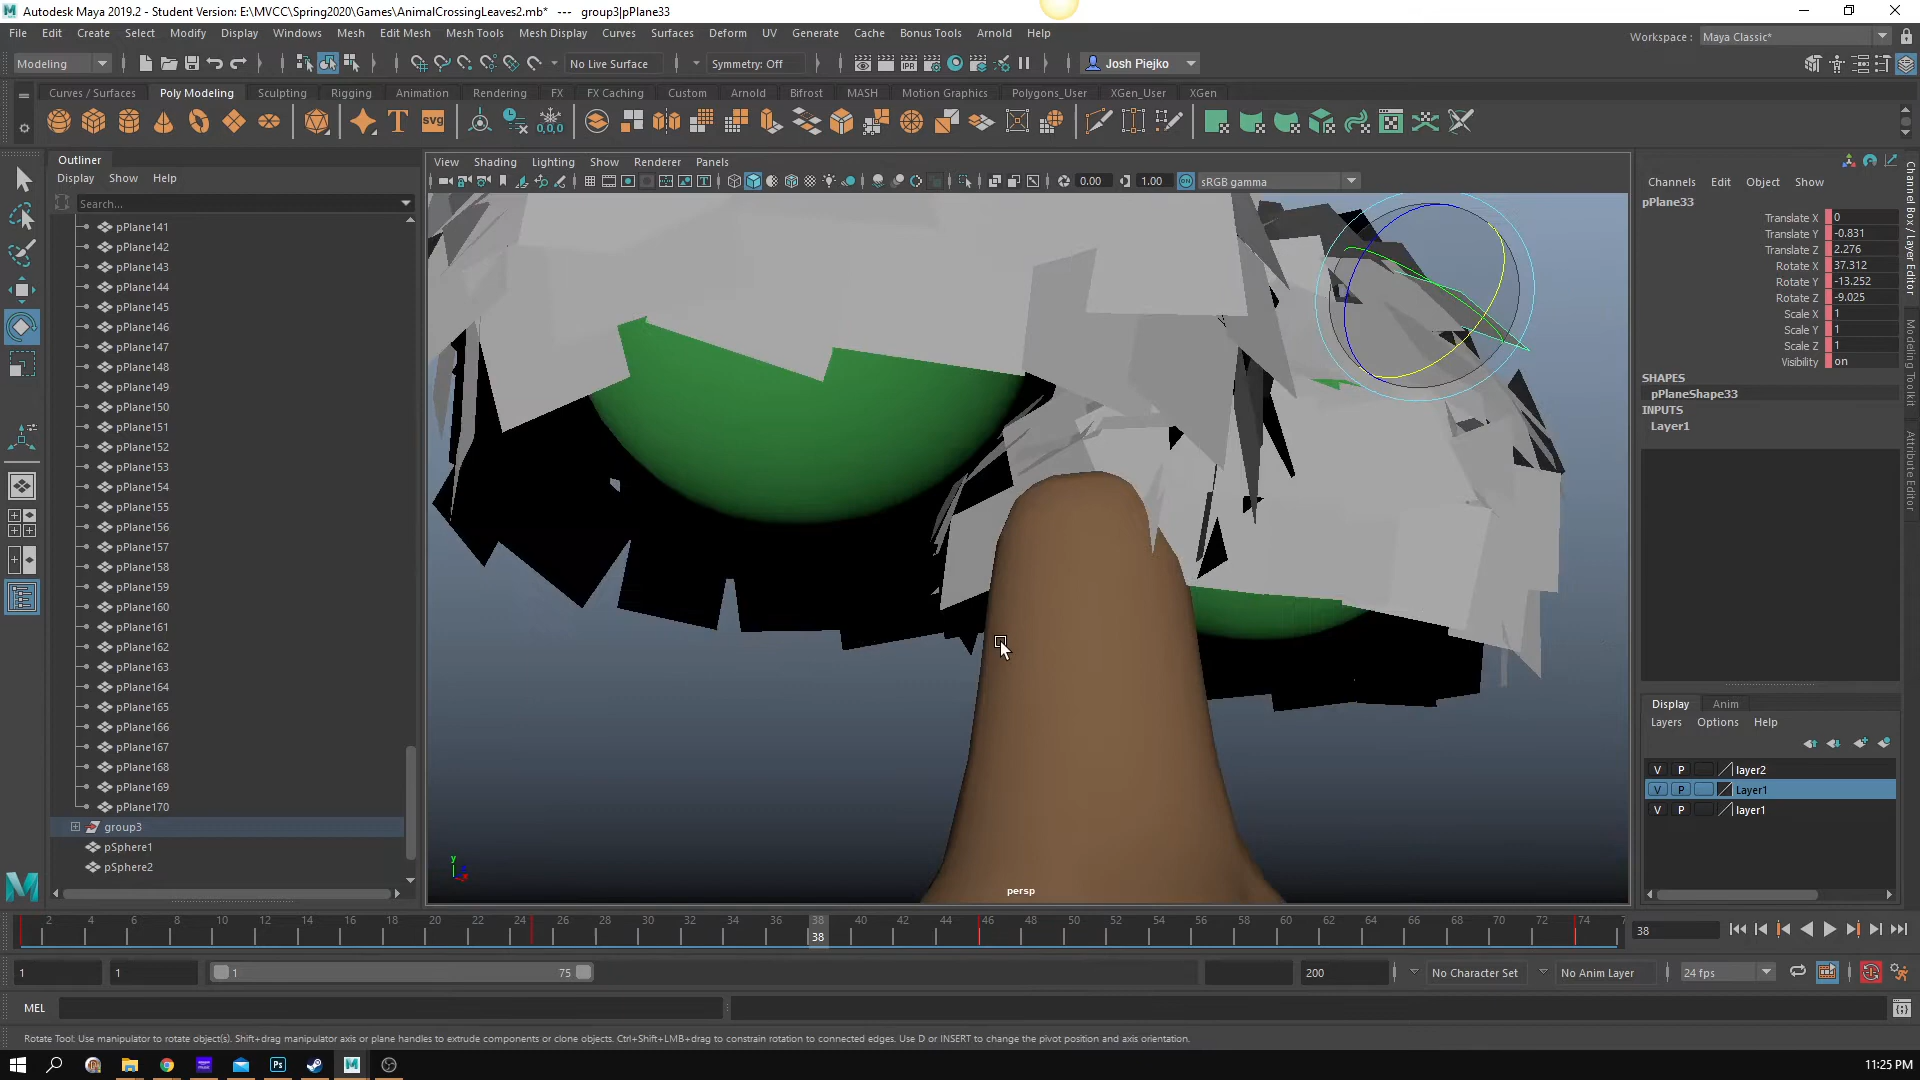 Autodesk Maya 2019.2 - Student Version: E:\MVCC\Spring2020\Games\AnimalCrossingLeaves2.mb* --- group3|pPlane33
File Edit Create Select Modify Display Windows Mesh Edit Mesh Mesh Tools Mesh Display Curves Surfaces Deform UV Generate Cache Bonus Tools Arnold Help
Workspace : Maya Classic*
Modeling
No Live Surface
Symmetry: Off
Josh Piejko
Curves / Surfaces Poly Modeling Sculpting Rigging Animation Rendering FX FX Caching Custom Arnold Bifrost MASH Motion Graphics Polygons_User XGen_User XGen
T svg 0,0,0
Outliner
Display Show Help
Search...
pPlane141
pPlane142
pPlane143
pPlane144
pPlane145
pPlane146
pPlane147
pPlane148
pPlane149
pPlane150
pPlane151
pPlane152
pPlane153
pPlane154
pPlane155
pPlane156
pPlane157
pPlane158
pPlane159
pPlane160
pPlane161
pPlane162
pPlane163
pPlane164
pPlane165
pPlane166
pPlane167
pPlane168
pPlane169
pPlane170
group3
pSphere1
pSphere2
View Shading Lighting Show Renderer Panels
0.00 1.00 sRGB gamma
y
persp
Channels Edit Object Show
pPlane33
Translate X 0
Translate Y -0.831
Translate Z 2.276
Rotate X 37.312
Rotate Y -13.252
Rotate Z -9.025
Scale X 1
Scale Y 1
Scale Z 1
Visibility on
SHAPES
pPlaneShape33
INPUTS
Layer1
Channel Box / Layer Editor
Modeling Toolkit
Attribute Editor
Display Anim
Layers Options Help
V P layer2
V P Layer1
V P layer1
2 4 6 8 10 12 14 16 18 20 22 24 26 28 30 32 34 36 38 40 42 44 46 48 50 52 54 56 58 60 62 64 66 68 70 72 74
38
38
1 1 1 75 200 No Character Set No Anim Layer 24 fps
MEL
Rotate Tool: Use manipulator to rotate object(s). Shift+drag manipulator axis or plane handles to extrude components or clone objects. Ctrl+Shift+LMB+drag to constrain rotation to connected edges. Use D or INSERT to change the pivot position and axis orientation.
Ps
11:25 PM